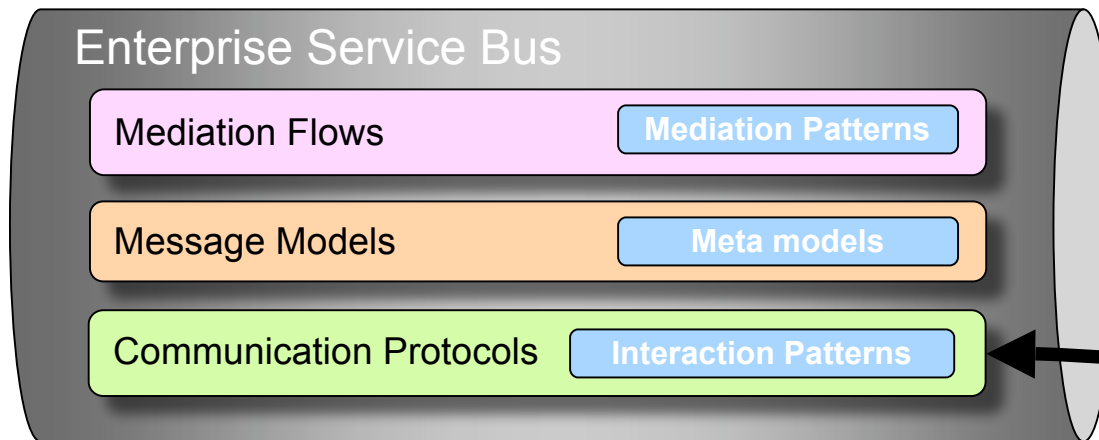 Enterprise Service Bus
Mediation Flows Mediation Patterns
Message Models Meta models
Communication Protocols Interaction Patterns